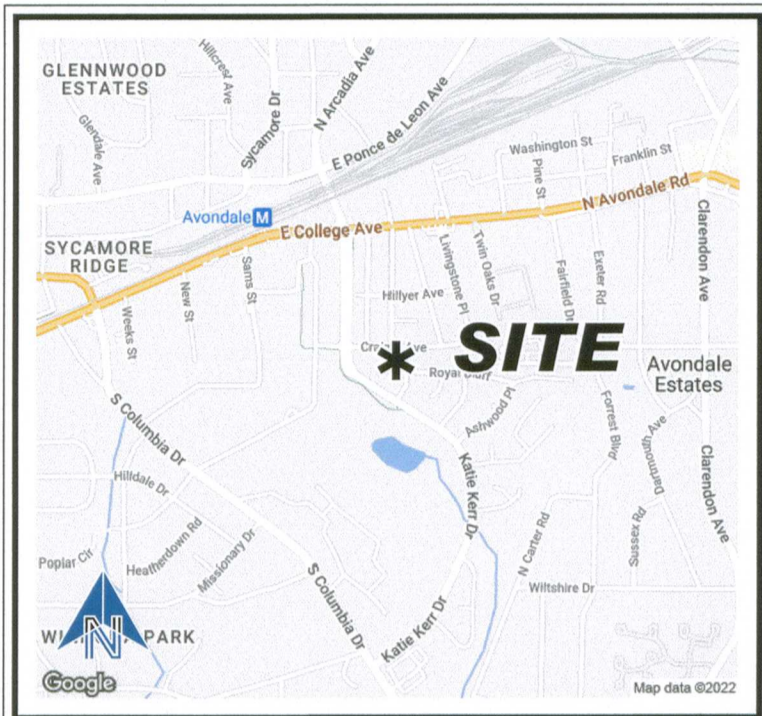 GLENNWOOD
ESTATES
Hillcrest Ave
Glendale Ave
Sycamore Dr
N Arcadia Ave
E Ponce de Leon Ave
Washington St
Franklin St
Pine St
N Avondale Rd
Avondale M
E College Ave
SYCAMORE
RIDGE
Sams St
New St
Weeks St
Livingstone Pl
Twin Oaks Dr
Fairfield Dr
Exeter Rd
Clarendon Ave
Hillyer Ave
Ave
* SITE
Avondale
Estates
Ashwood Pl
Forrest Blvd
Dartmouth Ave
Clarendon Ave
S Columbia Dr
Hilldale Dr
Katie Kerr Dr
Heatherdown Rd
Missionary Dr
Poplar Cir
N Carter Rd
Sussex Rd
Wiltshire Dr
S Columbia Dr
Katie Kerr Dr
N
PARK
Google
Map data ©2022